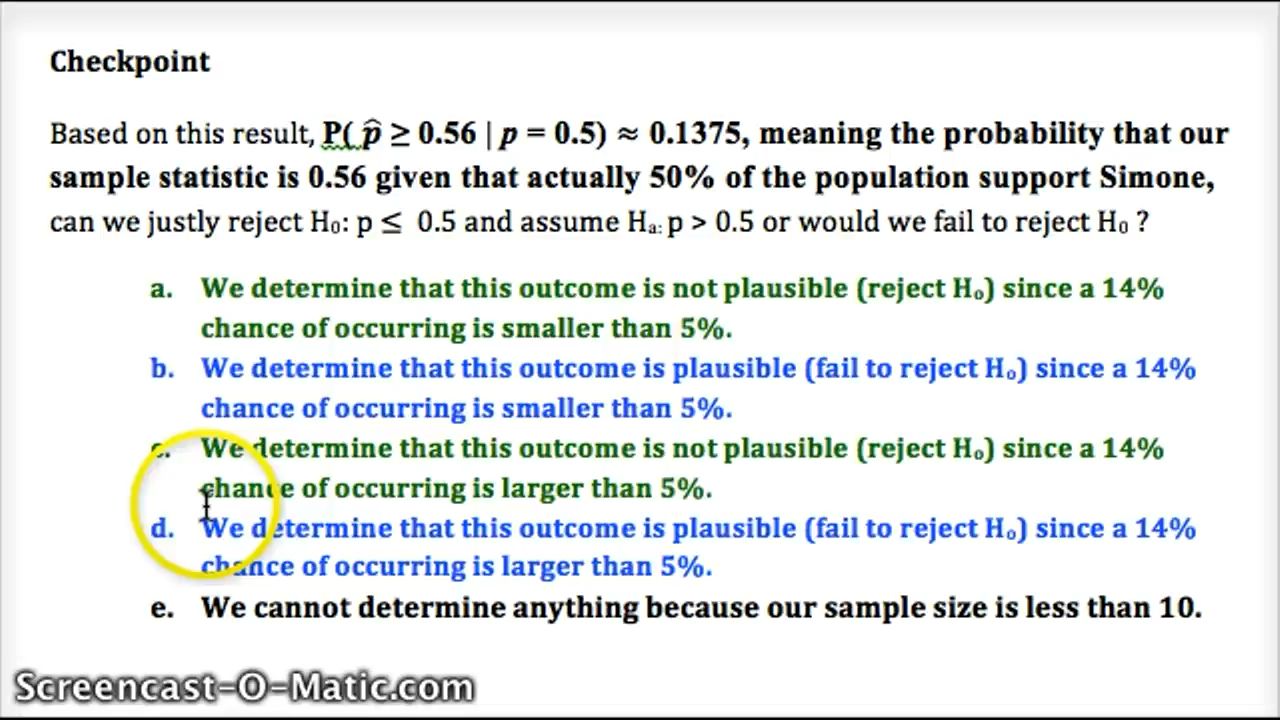 Checkpoint
Based on this result, P( p̂ ≥ 0.56 | p = 0.5) ≈ 0.1375, meaning the probability that our
sample statistic is 0.56 given that actually 50% of the population support Simone,
can we justly reject H₀: p ≤ 0.5 and assume Hₐ: p > 0.5 or would we fail to reject H₀ ?
a. We determine that this outcome is not plausible (reject Hₒ) since a 14%
chance of occurring is smaller than 5%.
b. We determine that this outcome is plausible (fail to reject Hₒ) since a 14%
chance of occurring is smaller than 5%.
c. We determine that this outcome is not plausible (reject Hₒ) since a 14%
chance of occurring is larger than 5%.
d. We determine that this outcome is plausible (fail to reject Hₒ) since a 14%
chance of occurring is larger than 5%.
e. We cannot determine anything because our sample size is less than 10.
Screencast-O-Matic.com